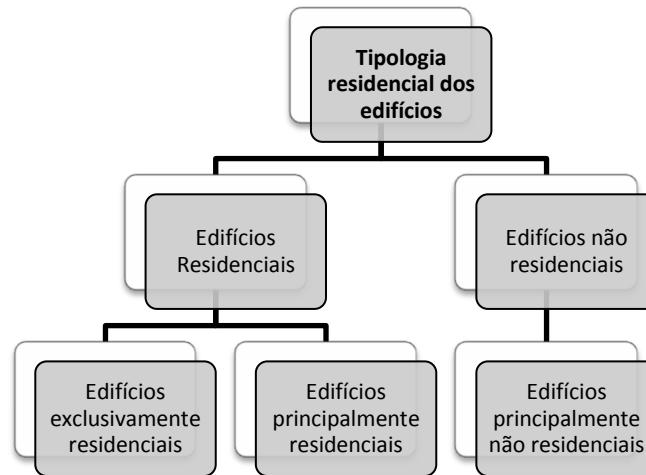 Tipologia
residencial dos
edifícios
Edifícios
Residenciais
Edifícios não
residenciais
Edifícios
exclusivamente
residenciais
Edifícios
principalmente
residenciais
Edifícios
principalmente
não residenciais